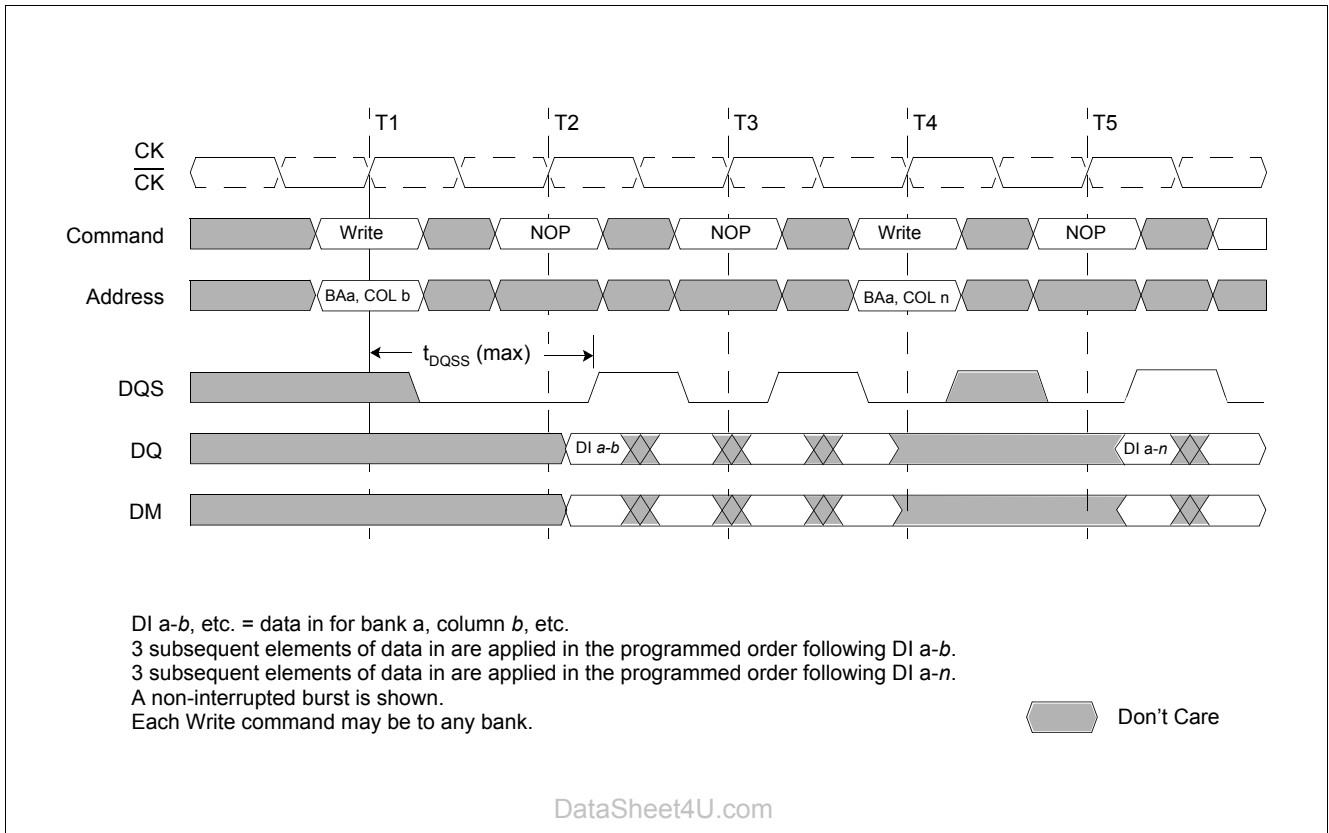 T1 T2 T3 T4 T5
CK
CK
Command Write NOP NOP Write NOP
Address BAa, COL b BAa, COL n
tDQSS (max)
DQS
DQ DI a-b DI a-n
DM
DI a-b, etc. = data in for bank a, column b, etc.
3 subsequent elements of data in are applied in the programmed order following DI a-b.
3 subsequent elements of data in are applied in the programmed order following DI a-n.
A non-interrupted burst is shown.
Each Write command may be to any bank.
Don't Care
DataSheet4U.com